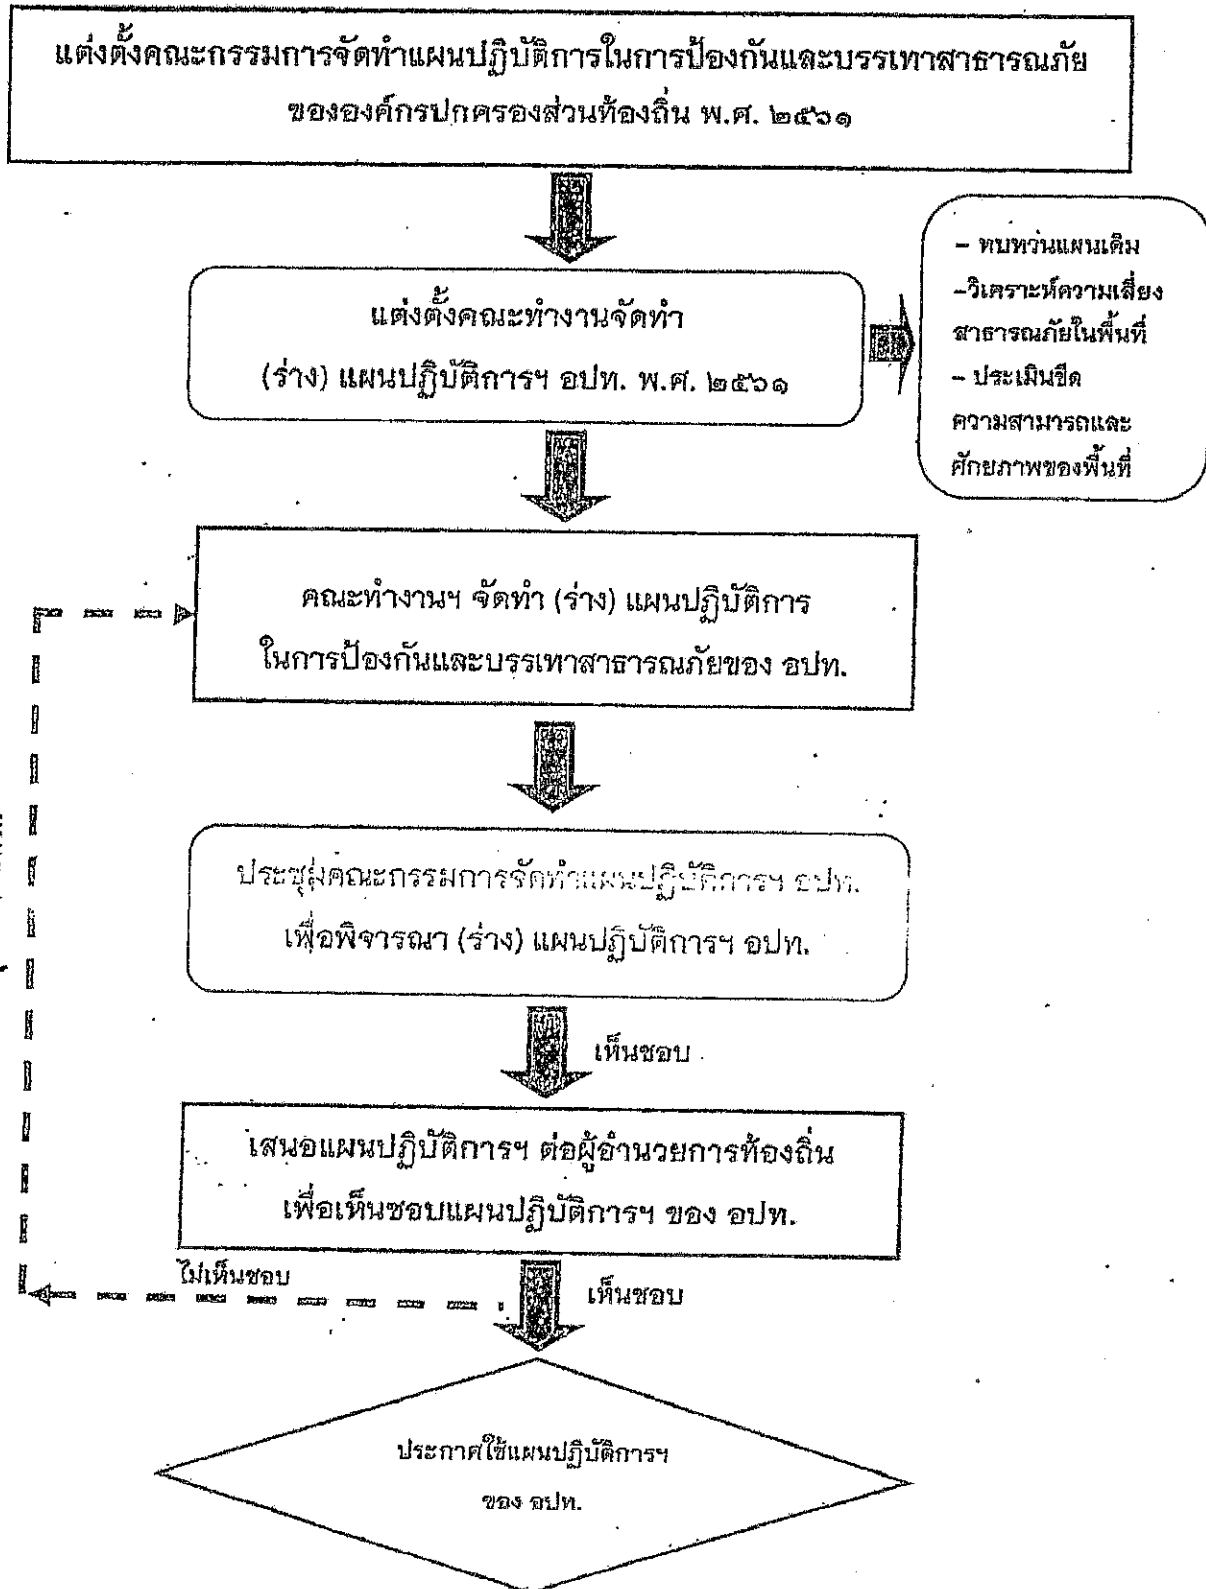 แต่งตั้งคณะกรรมการจัดทำแผนปฏิบัติการในการป้องกันและบรรเทาสาธารณภัย
ขององค์กรปกครองส่วนท้องถิ่น พ.ศ. ๒๕๖๑
แต่งตั้งคณะทำงานจัดทำ
(ร่าง) แผนปฏิบัติการฯ อปท. พ.ศ. ๒๕๖๑
– ทบทวนแผนเดิม
-วิเคราะห์ความเสี่ยง
สาธารณภัยในพื้นที่
– ประเมินขีด
ความสามารถและ
ศักยภาพของพื้นที่
คณะทำงานฯ จัดทำ (ร่าง) แผนปฏิบัติการ
ในการป้องกันและบรรเทาสาธารณภัยของ อปท.
ประชุมคณะกรรมการจัดทำแผนปฏิบัติการฯ อปท.
เพื่อพิจารณา (ร่าง) แผนปฏิบัติการฯ อปท.
เห็นชอบ
เสนอแผนปฏิบัติการฯ ต่อผู้อำนวยการท้องถิ่น
เพื่อเห็นชอบแผนปฏิบัติการฯ ของ อปท.
ไม่เห็นชอบ
เห็นชอบ
ประกาศใช้แผนปฏิบัติการฯ
ของ อปท.